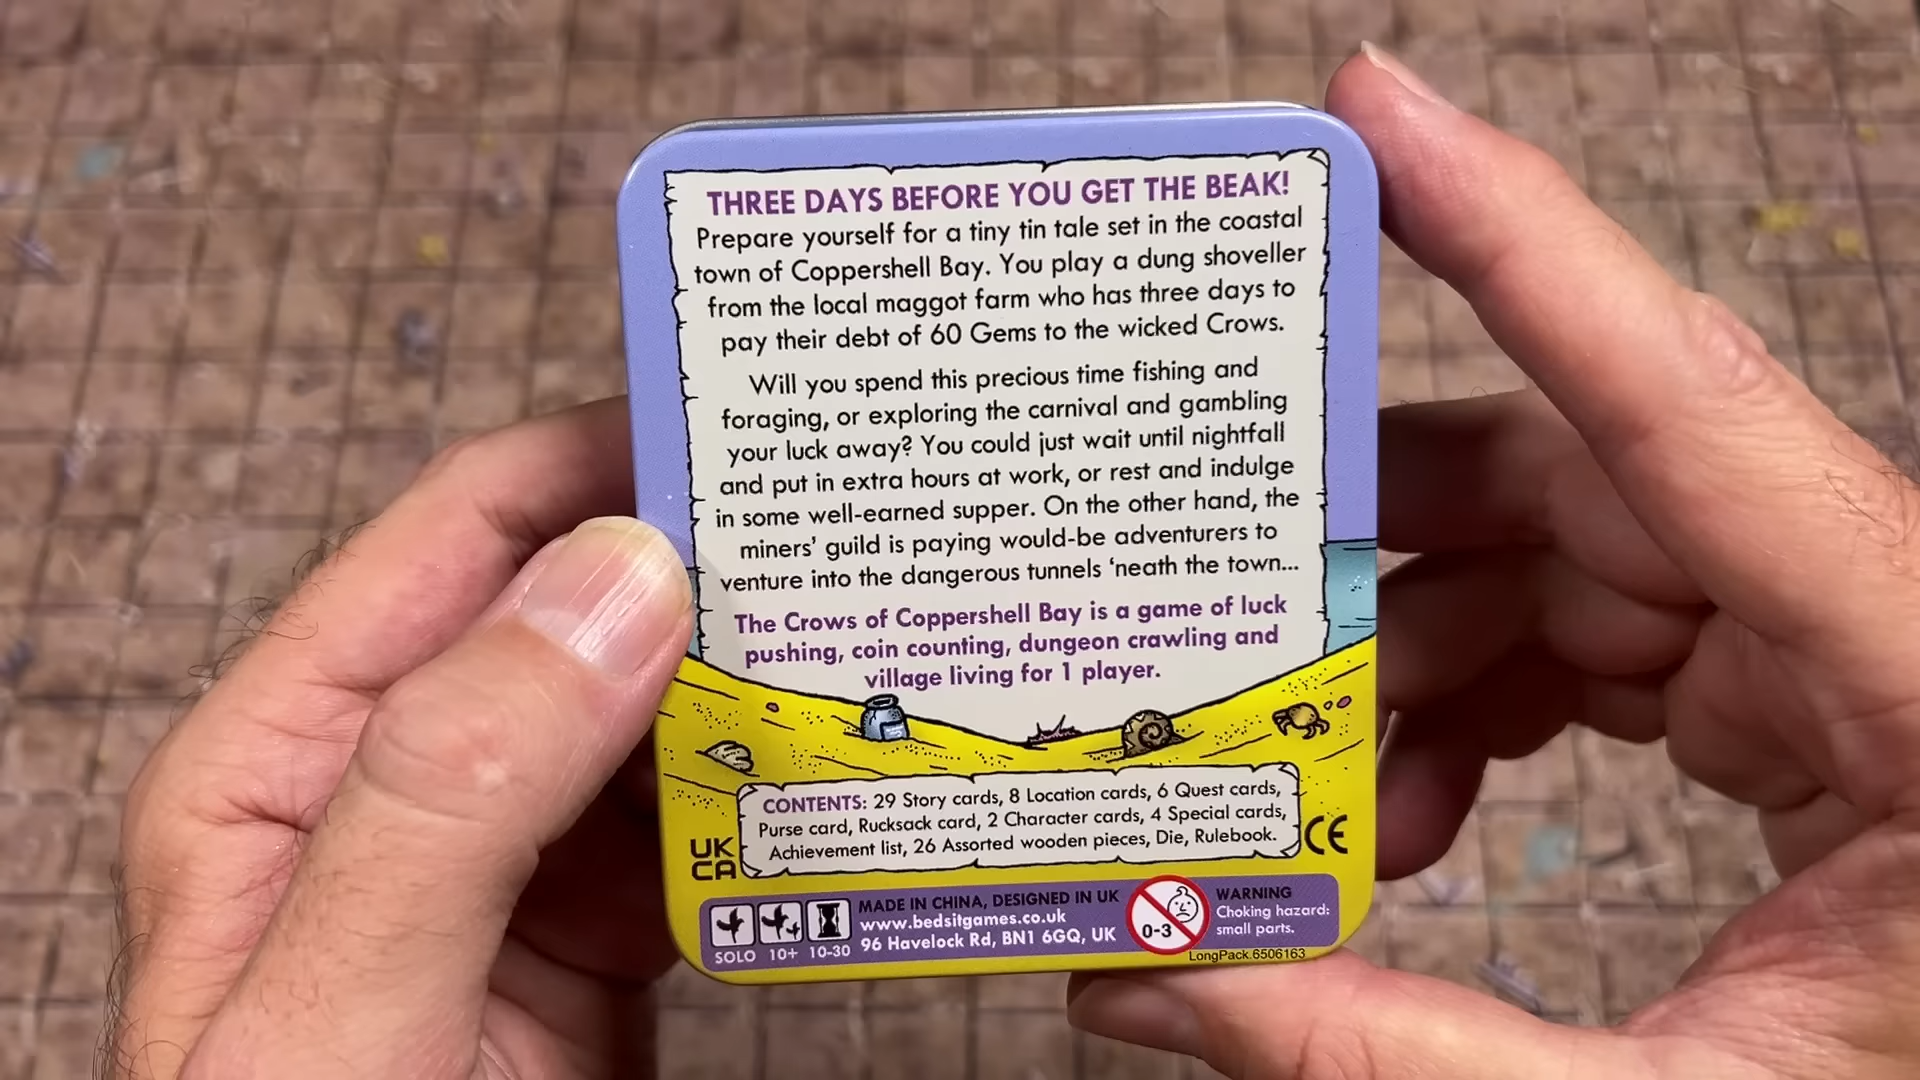 THREE DAYS BEFORE YOU GET THE BEAK!
Prepare yourself for a tiny tin tale set in the coastal
town of Coppershell Bay. You play a dung shoveller
from the local maggot farm who has three days to
pay their debt of 60 Gems to the wicked Crows.
Will you spend this precious time fishing and
foraging, or exploring the carnival and gambling
your luck away? You could just wait until nightfall
and put in extra hours at work, or rest and indulge
in some well-earned supper. On the other hand, the
miners’ guild is paying would-be adventurers to
venture into the dangerous tunnels ‘neath the town...
The Crows of Coppershell Bay is a game of luck
pushing, coin counting, dungeon crawling and
village living for 1 player.
CONTENTS: 29 Story cards, 8 Location cards, 6 Quest cards,
Purse card, Rucksack card, 2 Character cards, 4 Special cards,
Achievement list, 26 Assorted wooden pieces, Die, Rulebook.
UK
CA
CE
SOLO 10+ 10-30
MADE IN CHINA, DESIGNED IN UK
www.bedsitgames.co.uk
96 Havelock Rd, BN1 6GQ, UK
0-3
WARNING
Choking hazard:
small parts.
LongPack.6506163